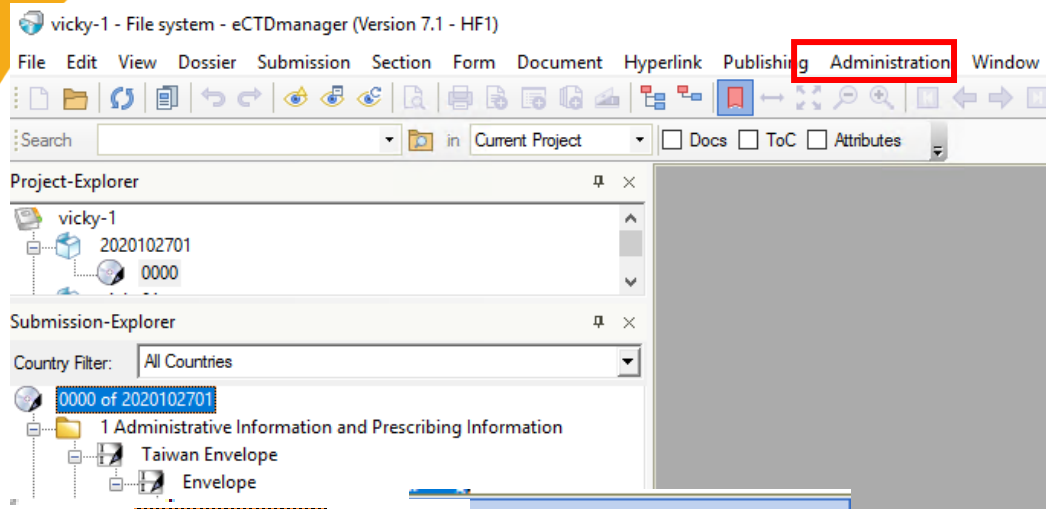 vicky-1 - File system - eCTDmanager (Version 7.1 - HF1)
File Edit View Dossier Submission Section Form Document Hyperlink Publishing Administration Window
Search in Current Project Docs ToC Attributes
Project-Explorer
vicky-1
2020102701
0000
Submission-Explorer
Country Filter: All Countries
0000 of 2020102701
1 Administrative Information and Prescribing Information
Taiwan Envelope
Envelope